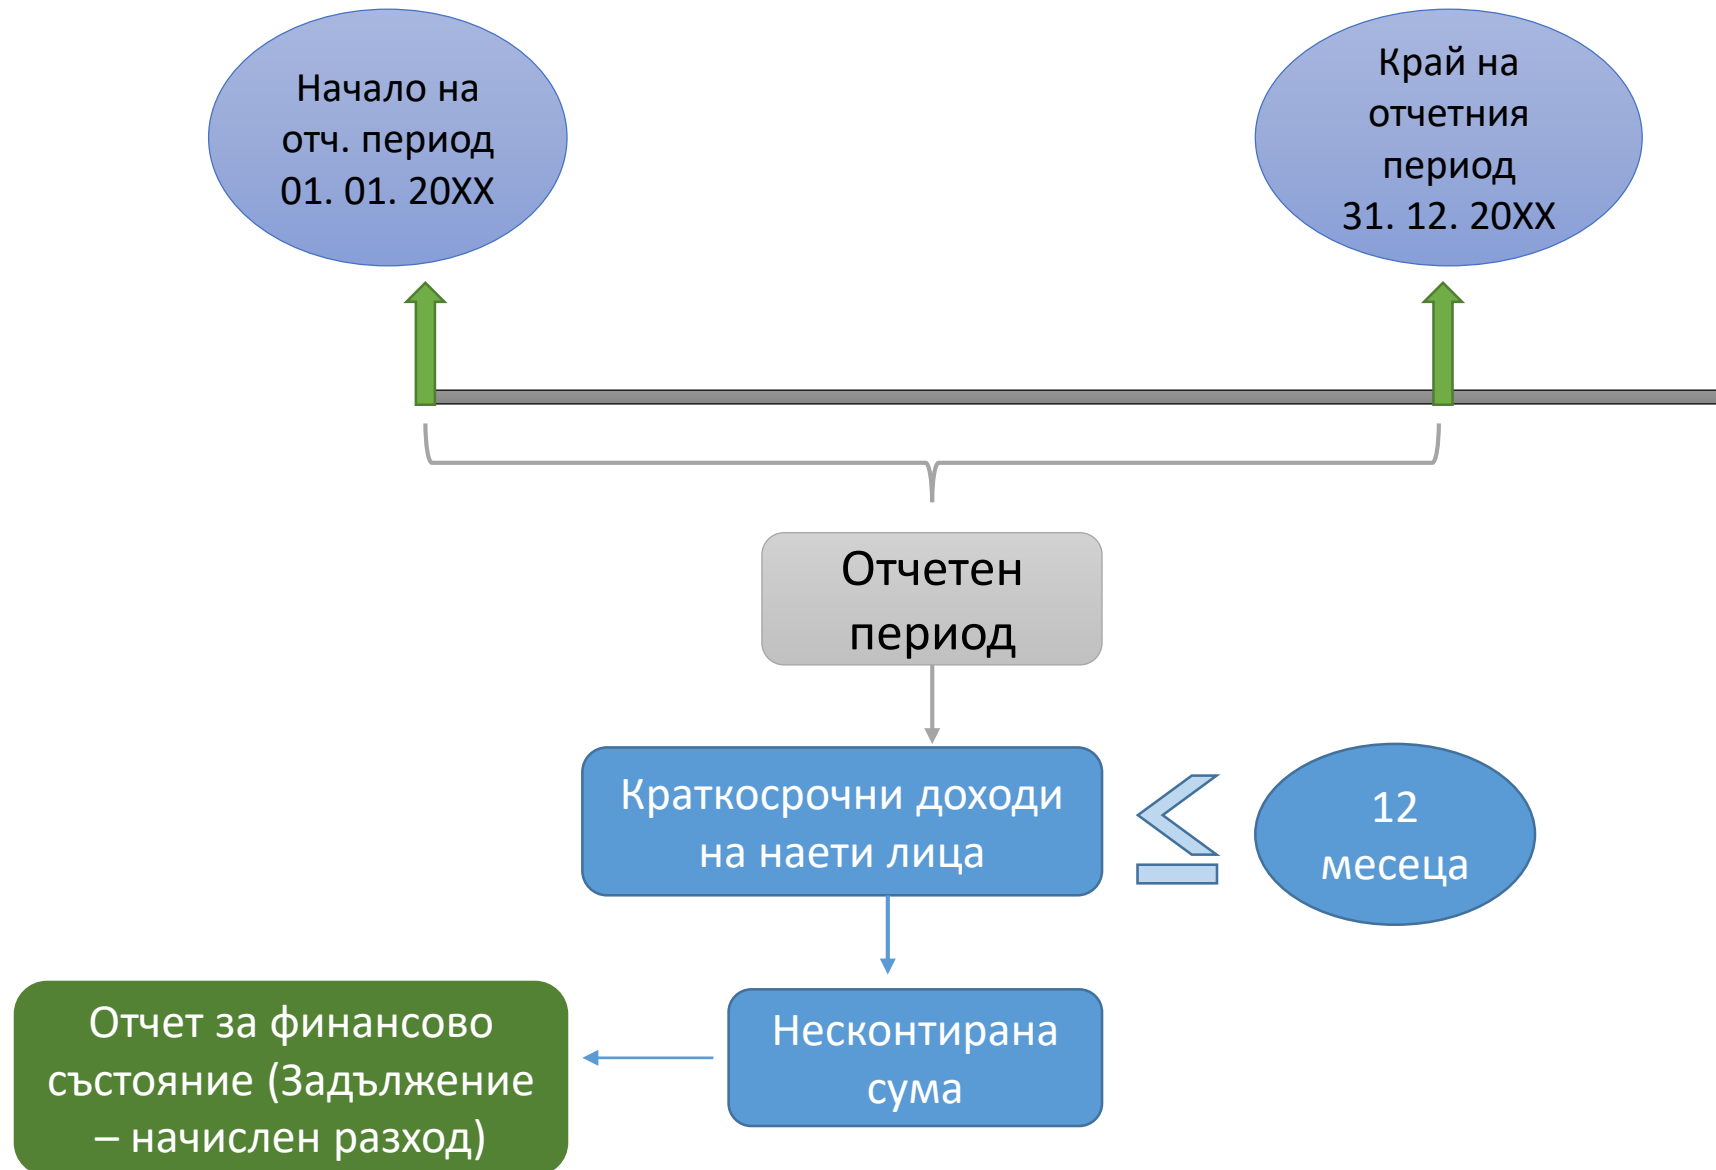 Начало на
отч. период
01. 01. 20XX
Край на
отчетния
период
31. 12. 20XX
Отчетен
период
Краткосрочни доходи
на наети лица
≤
12
месеца
Несконтирана
сума
Отчет за финансово
състояние (Задължение
– начислен разход)